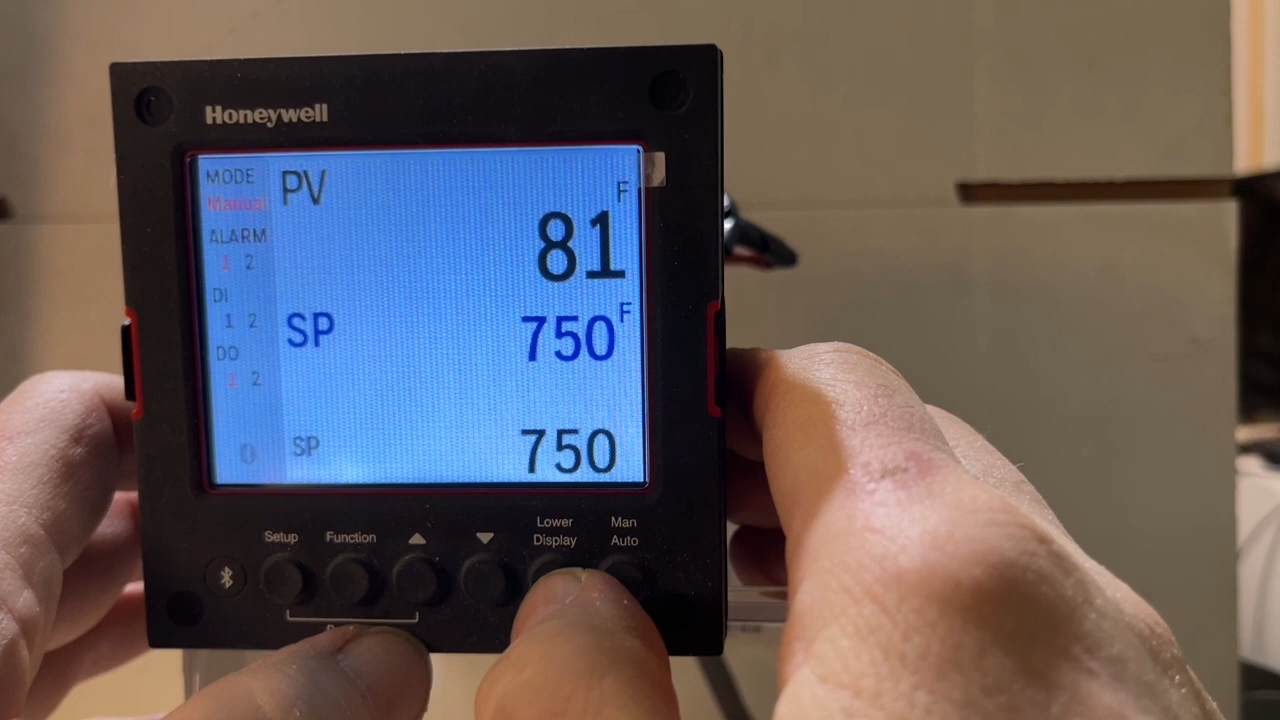 Honeywell
MODE
Manual
PV
F
81
ALARM
1 2
DI
1 2
SP
750
F
DO
1 2
0
SP
750
Setup
Function
Lower
Display
Man
Auto